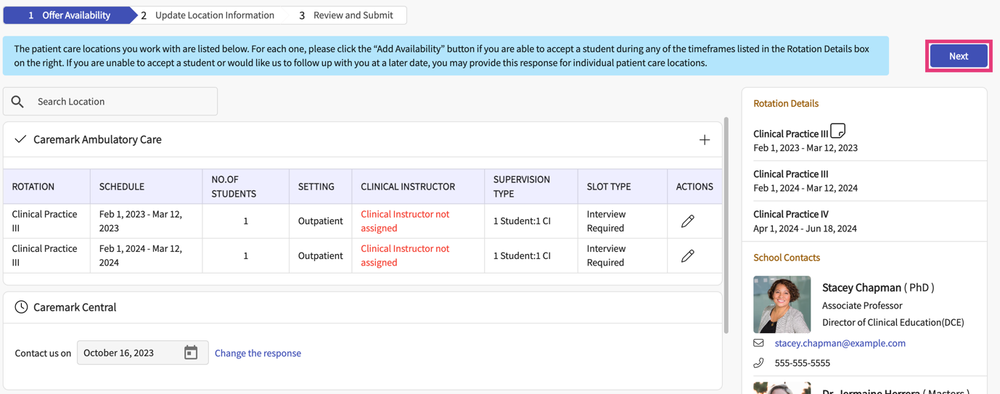 1 Offer Availability 2 Update Location Information 3 Review and Submit
The patient care locations you work with are listed below. For each one, please click the “Add Availability” button if you are able to accept a student during any of the timeframes listed in the Rotation Details box
on the right. If you are unable to accept a student or would like us to follow up with you at a later date, you may provide this response for individual patient care locations.
Next
Search Location
Caremark Ambulatory Care
ROTATION SCHEDULE NO.OF STUDENTS SETTING CLINICAL INSTRUCTOR SUPERVISION TYPE SLOT TYPE ACTIONS
Clinical Practice III Feb 1, 2023 - Mar 12, 2023 1 Outpatient Clinical Instructor not assigned 1 Student:1 CI Interview Required
Clinical Practice III Feb 1, 2024 - Mar 12, 2024 1 Outpatient Clinical Instructor not assigned 1 Student:1 CI Interview Required
Caremark Central
Contact us on October 16, 2023 Change the response
Rotation Details
Clinical Practice III
Feb 1, 2023 - Mar 12, 2023
Clinical Practice III
Feb 1, 2024 - Mar 12, 2024
Clinical Practice IV
Apr 1, 2024 - Jun 18, 2024
School Contacts
Stacey Chapman ( PhD )
Associate Professor
Director of Clinical Education(DCE)
stacey.chapman@example.com
555-555-5555
Dr. Jermaine Herrera ( Masters )